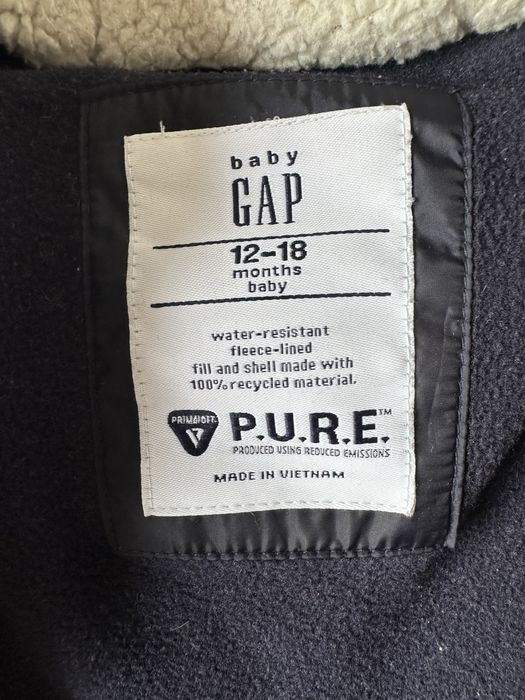 baby
GAP
12-18
months
baby
water-resistant
fleece-lined
fill and shell made with
100% recycled material.
PRIMALOFT
P.U.R.E.™
PRODUCED USING REDUCED EMISSIONS
MADE IN VIETNAM